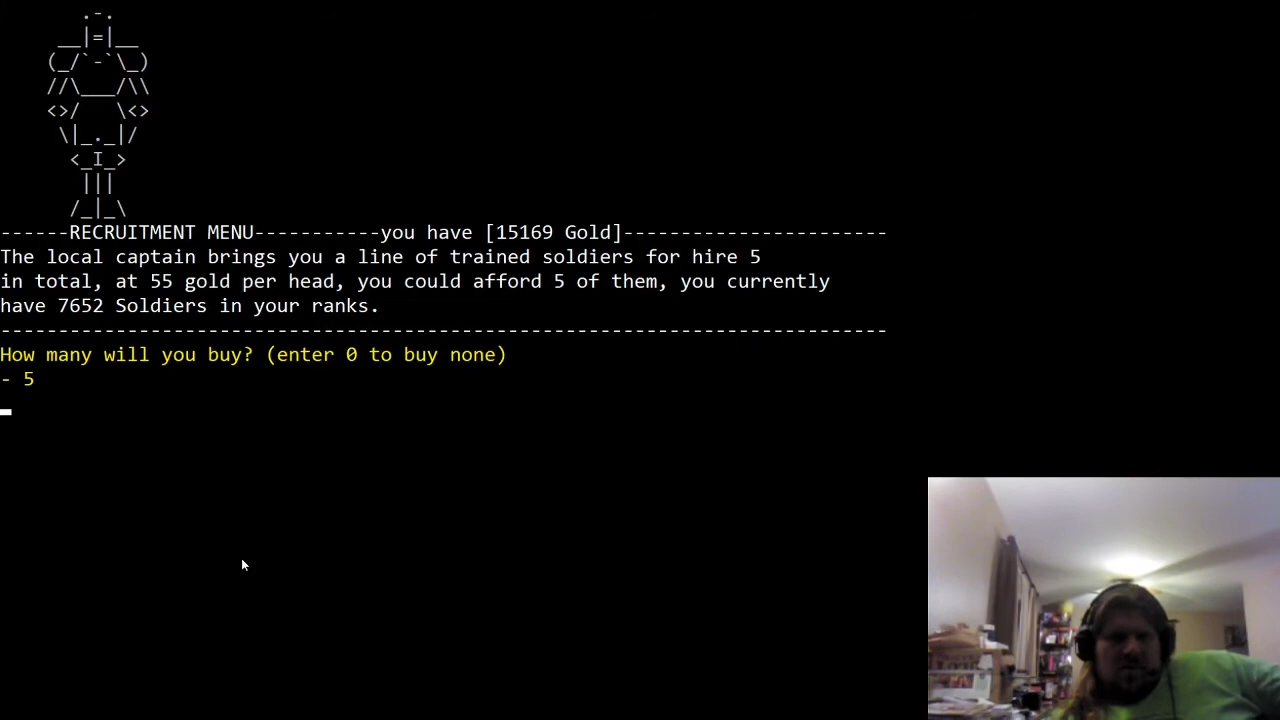 ------RECRUITMENT MENU-----------you have [15169 Gold]-----------------------
The local captain brings you a line of trained soldiers for hire 5
in total, at 55 gold per head, you could afford 5 of them, you currently
have 7652 Soldiers in your ranks.
-----------------------------------------------------------------------------
How many will you buy? (enter 0 to buy none)
- 5